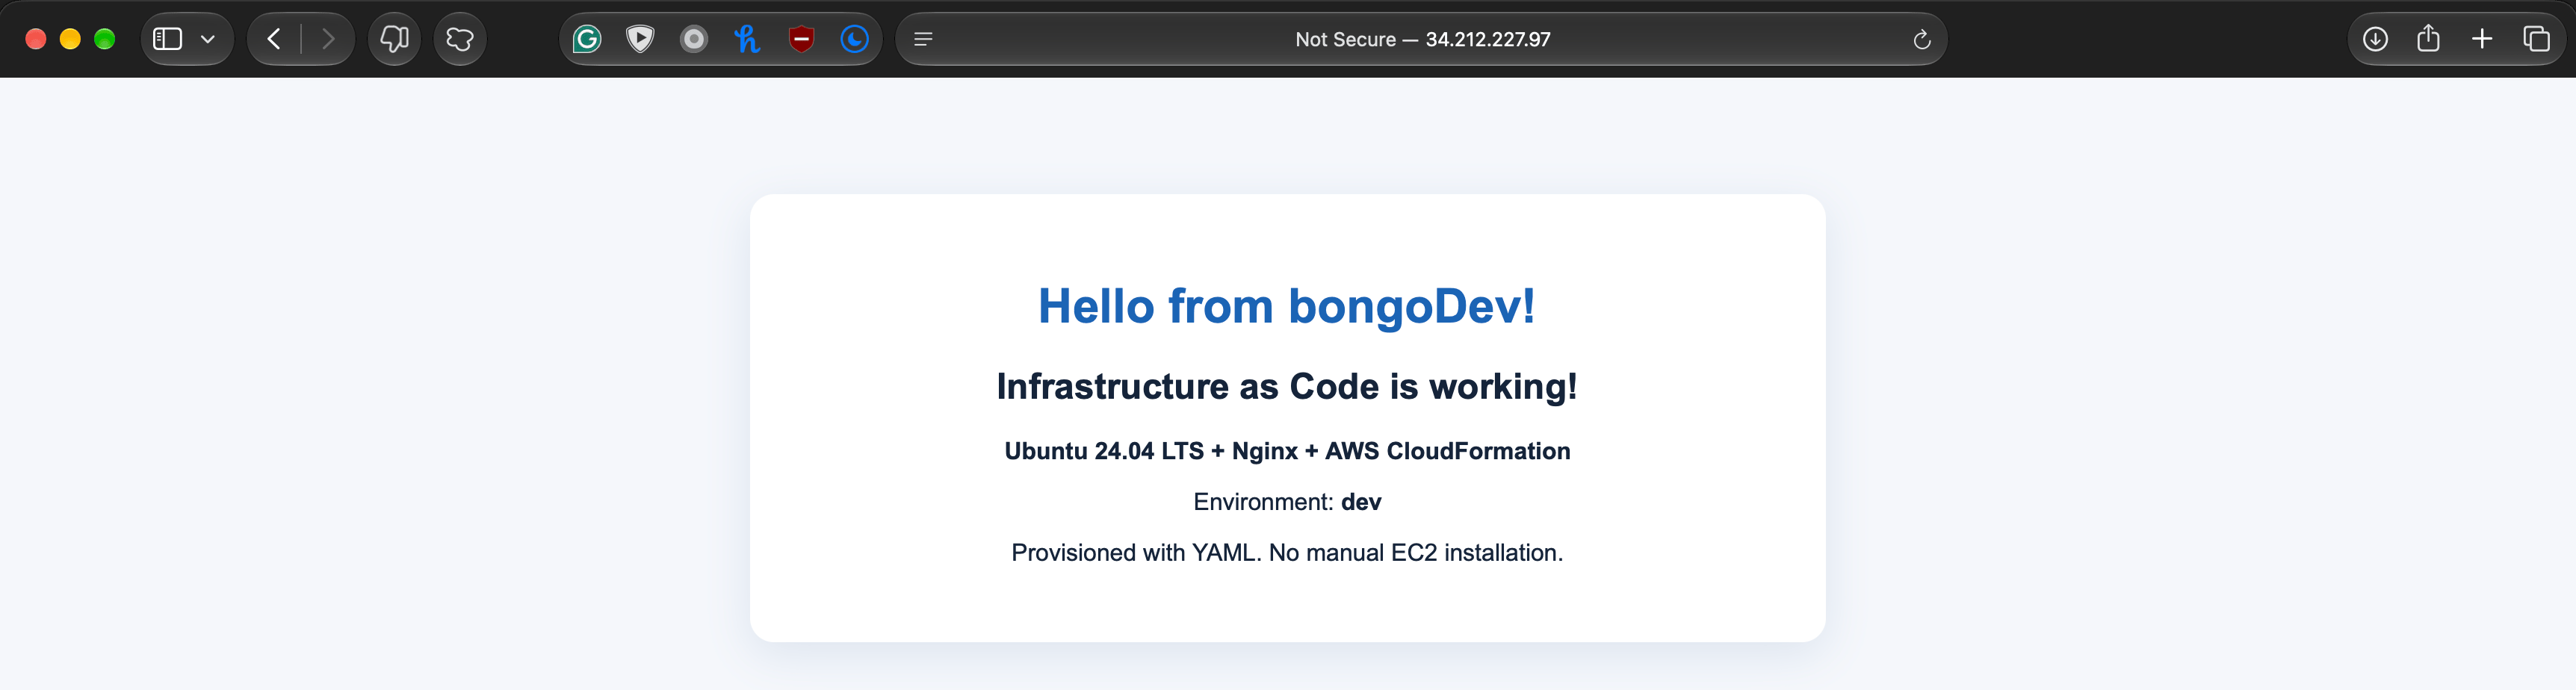 Not Secure — 34.212.227.97
Hello from bongoDev!
Infrastructure as Code is working!
Ubuntu 24.04 LTS + Nginx + AWS CloudFormation
Environment: dev
Provisioned with YAML. No manual EC2 installation.